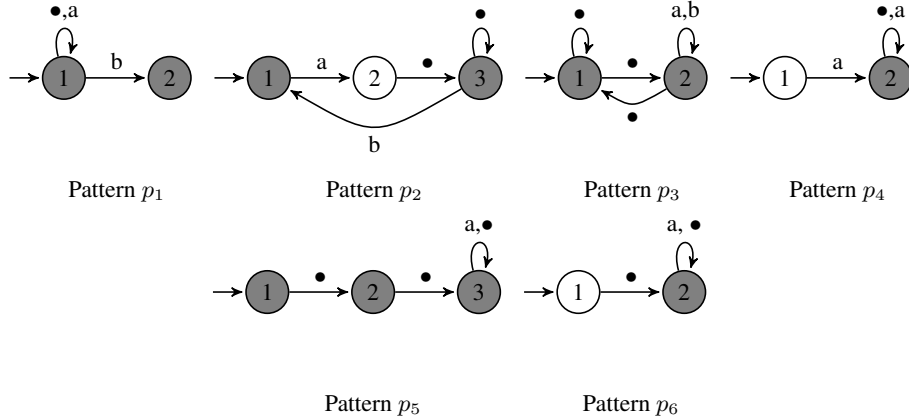 ●,a
●
●
a,b
●,a
1
b
2
1
a
2
●
3
1
●
2
1
a
2
b
●
Pattern p₁
Pattern p₂
Pattern p₃
Pattern p₄
a,●
a, ●
1
●
2
●
3
1
●
2
Pattern p₅
Pattern p₆